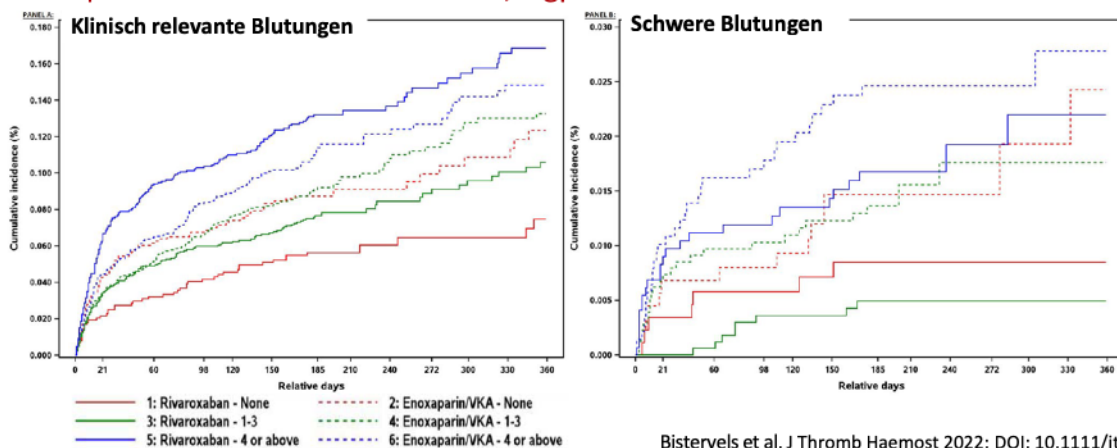 PANEL A:
Klinisch relevante Blutungen
Cumulative incidence (%)
0.160
0.140
0.120
0.100
0.080
0.060
0.040
0.020
0.000
0 21 60 98 120 150 185 210 240 272 300 330 360
Relative days
PANEL B:
Schwere Blutungen
Cumulative incidence (%)
0.030
0.025
0.020
0.015
0.010
0.005
0.000
0 21 60 98 120 150 185 210 240 272 300 330 360
Relative days
1: Rivaroxaban - None
2: Enoxaparin/VKA - None
3: Rivaroxaban - 1-3
4: Enoxaparin/VKA - 1-3
5: Rivaroxaban - 4 or above
6: Enoxaparin/VKA - 4 or above
Bistervels et al. J Thromb Haemost 2022; DOI: 10.1111/jt